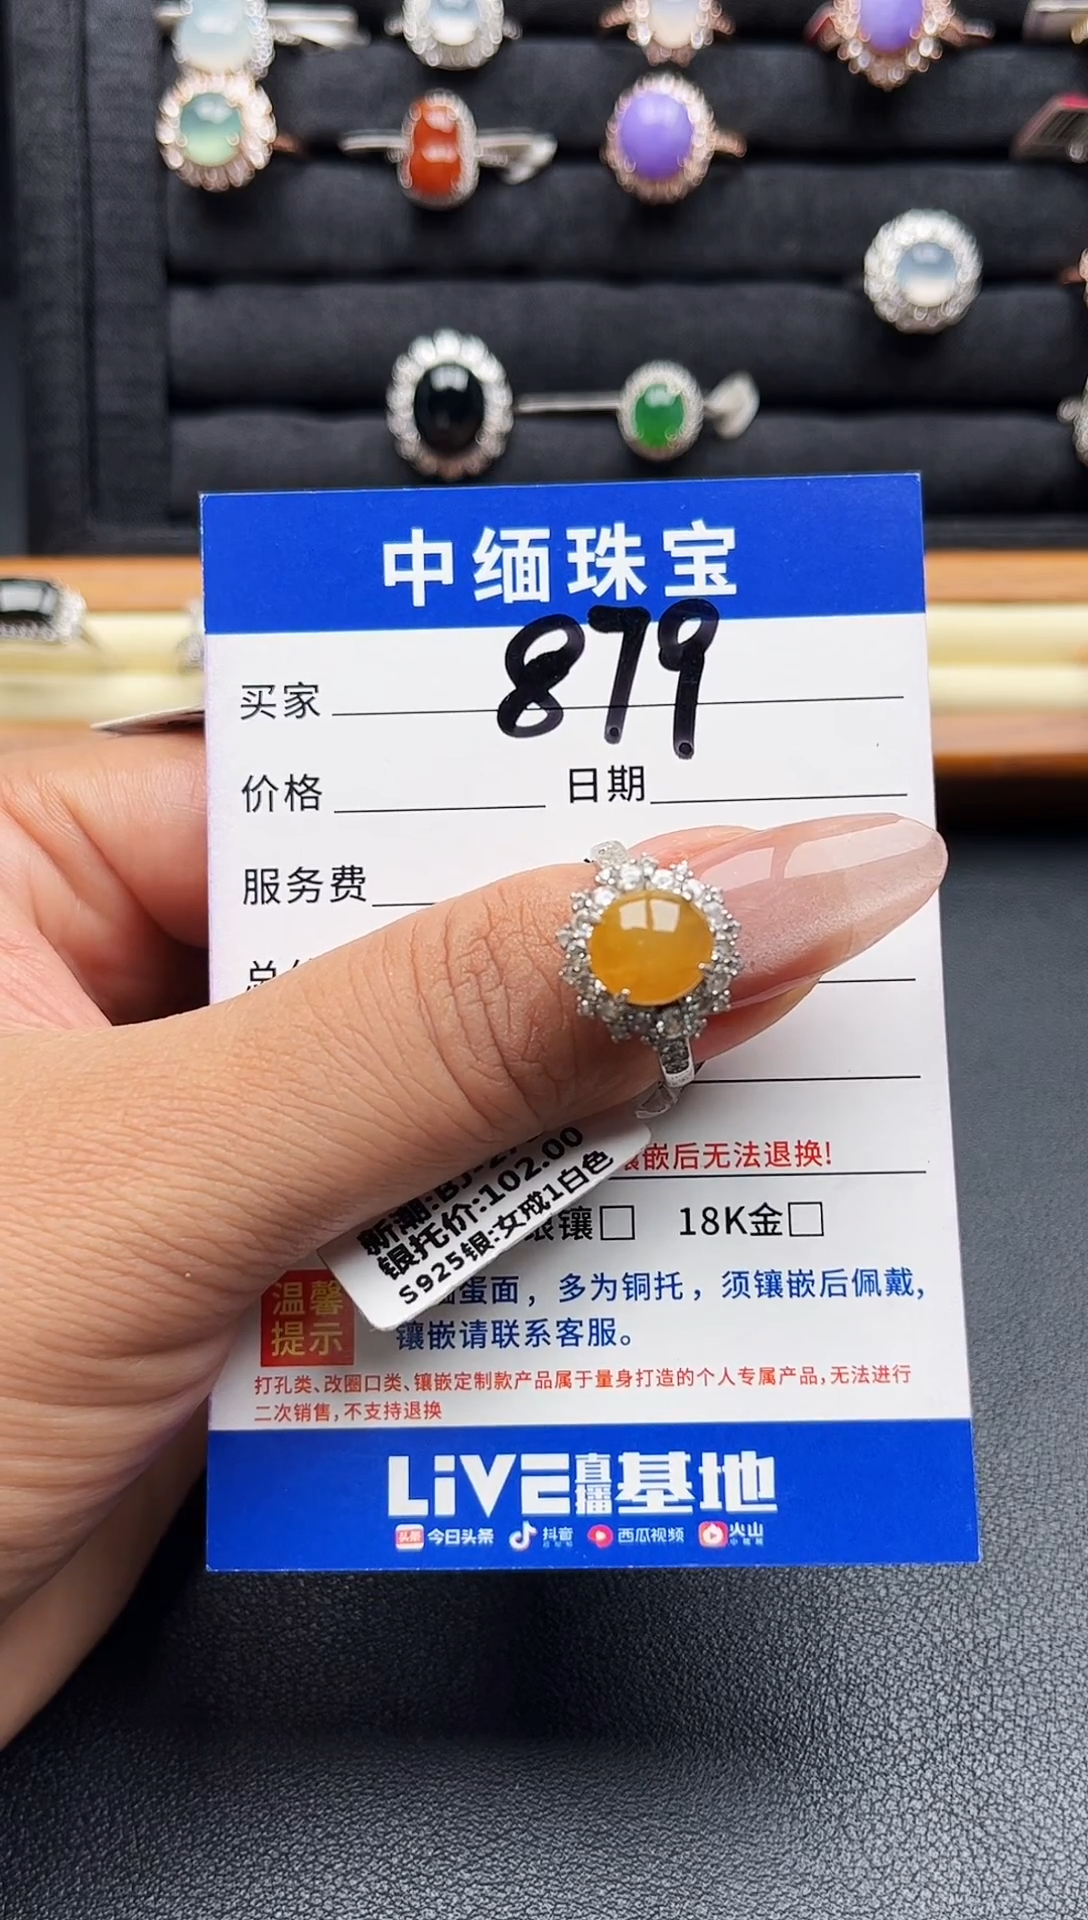 中缅珠宝
879
买家
价格 日期
服务费
镶嵌后无法退换!
银托价:102.00
S925银:女戒1白色
镶□ 18K金□
温馨提示
蛋面，多为铜托，须镶嵌后佩戴，
镶嵌请联系客服。
打孔类、改圈口类、镶嵌定制款产品属于量身打造的个人专属产品,无法进行
二次销售,不支持退换
LiVE直播基地
头条 今日头条 抖音 西瓜视频 火山